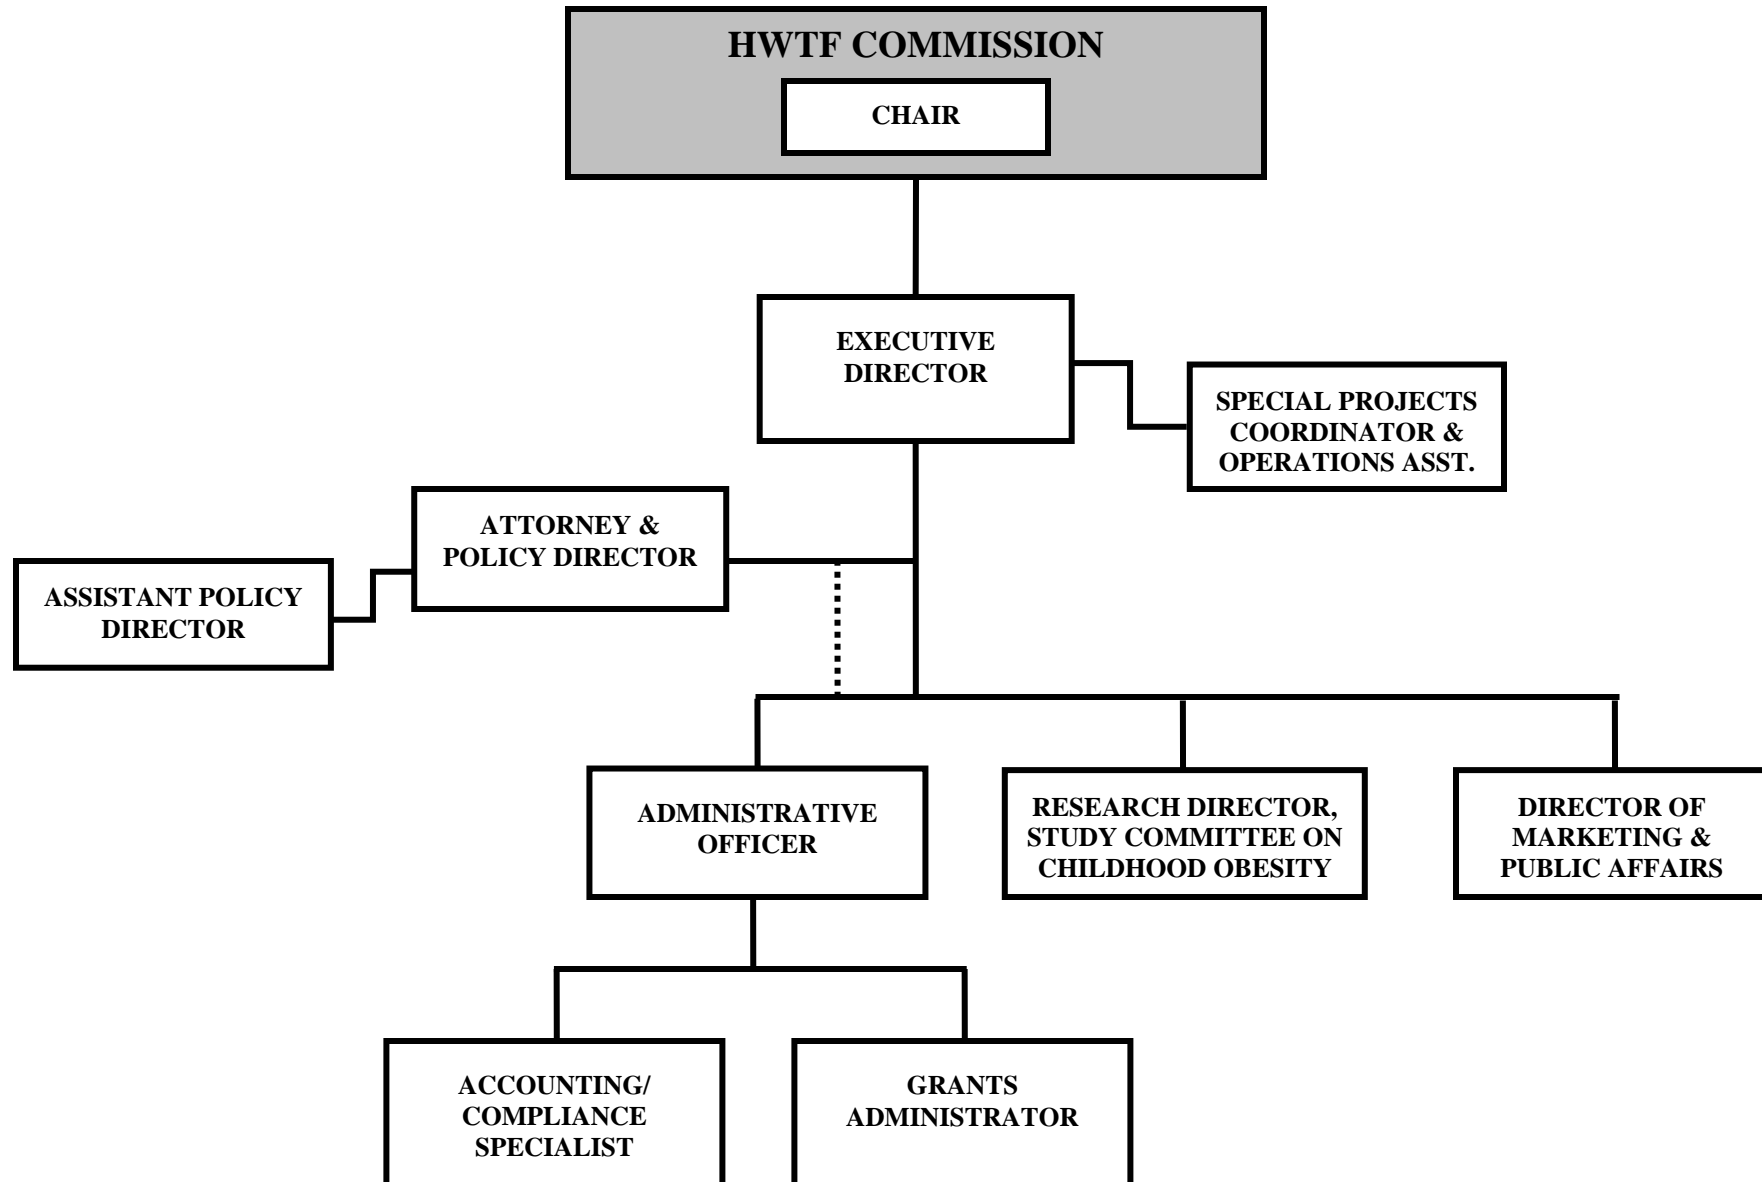 HWTF COMMISSION
CHAIR
EXECUTIVE
DIRECTOR
SPECIAL PROJECTS
COORDINATOR &
OPERATIONS ASST.
ATTORNEY &
POLICY DIRECTOR
ASSISTANT POLICY
DIRECTOR
ADMINISTRATIVE
OFFICER
RESEARCH DIRECTOR,
STUDY COMMITTEE ON
CHILDHOOD OBESITY
DIRECTOR OF
MARKETING &
PUBLIC AFFAIRS
ACCOUNTING/
COMPLIANCE
SPECIALIST
GRANTS
ADMINISTRATOR